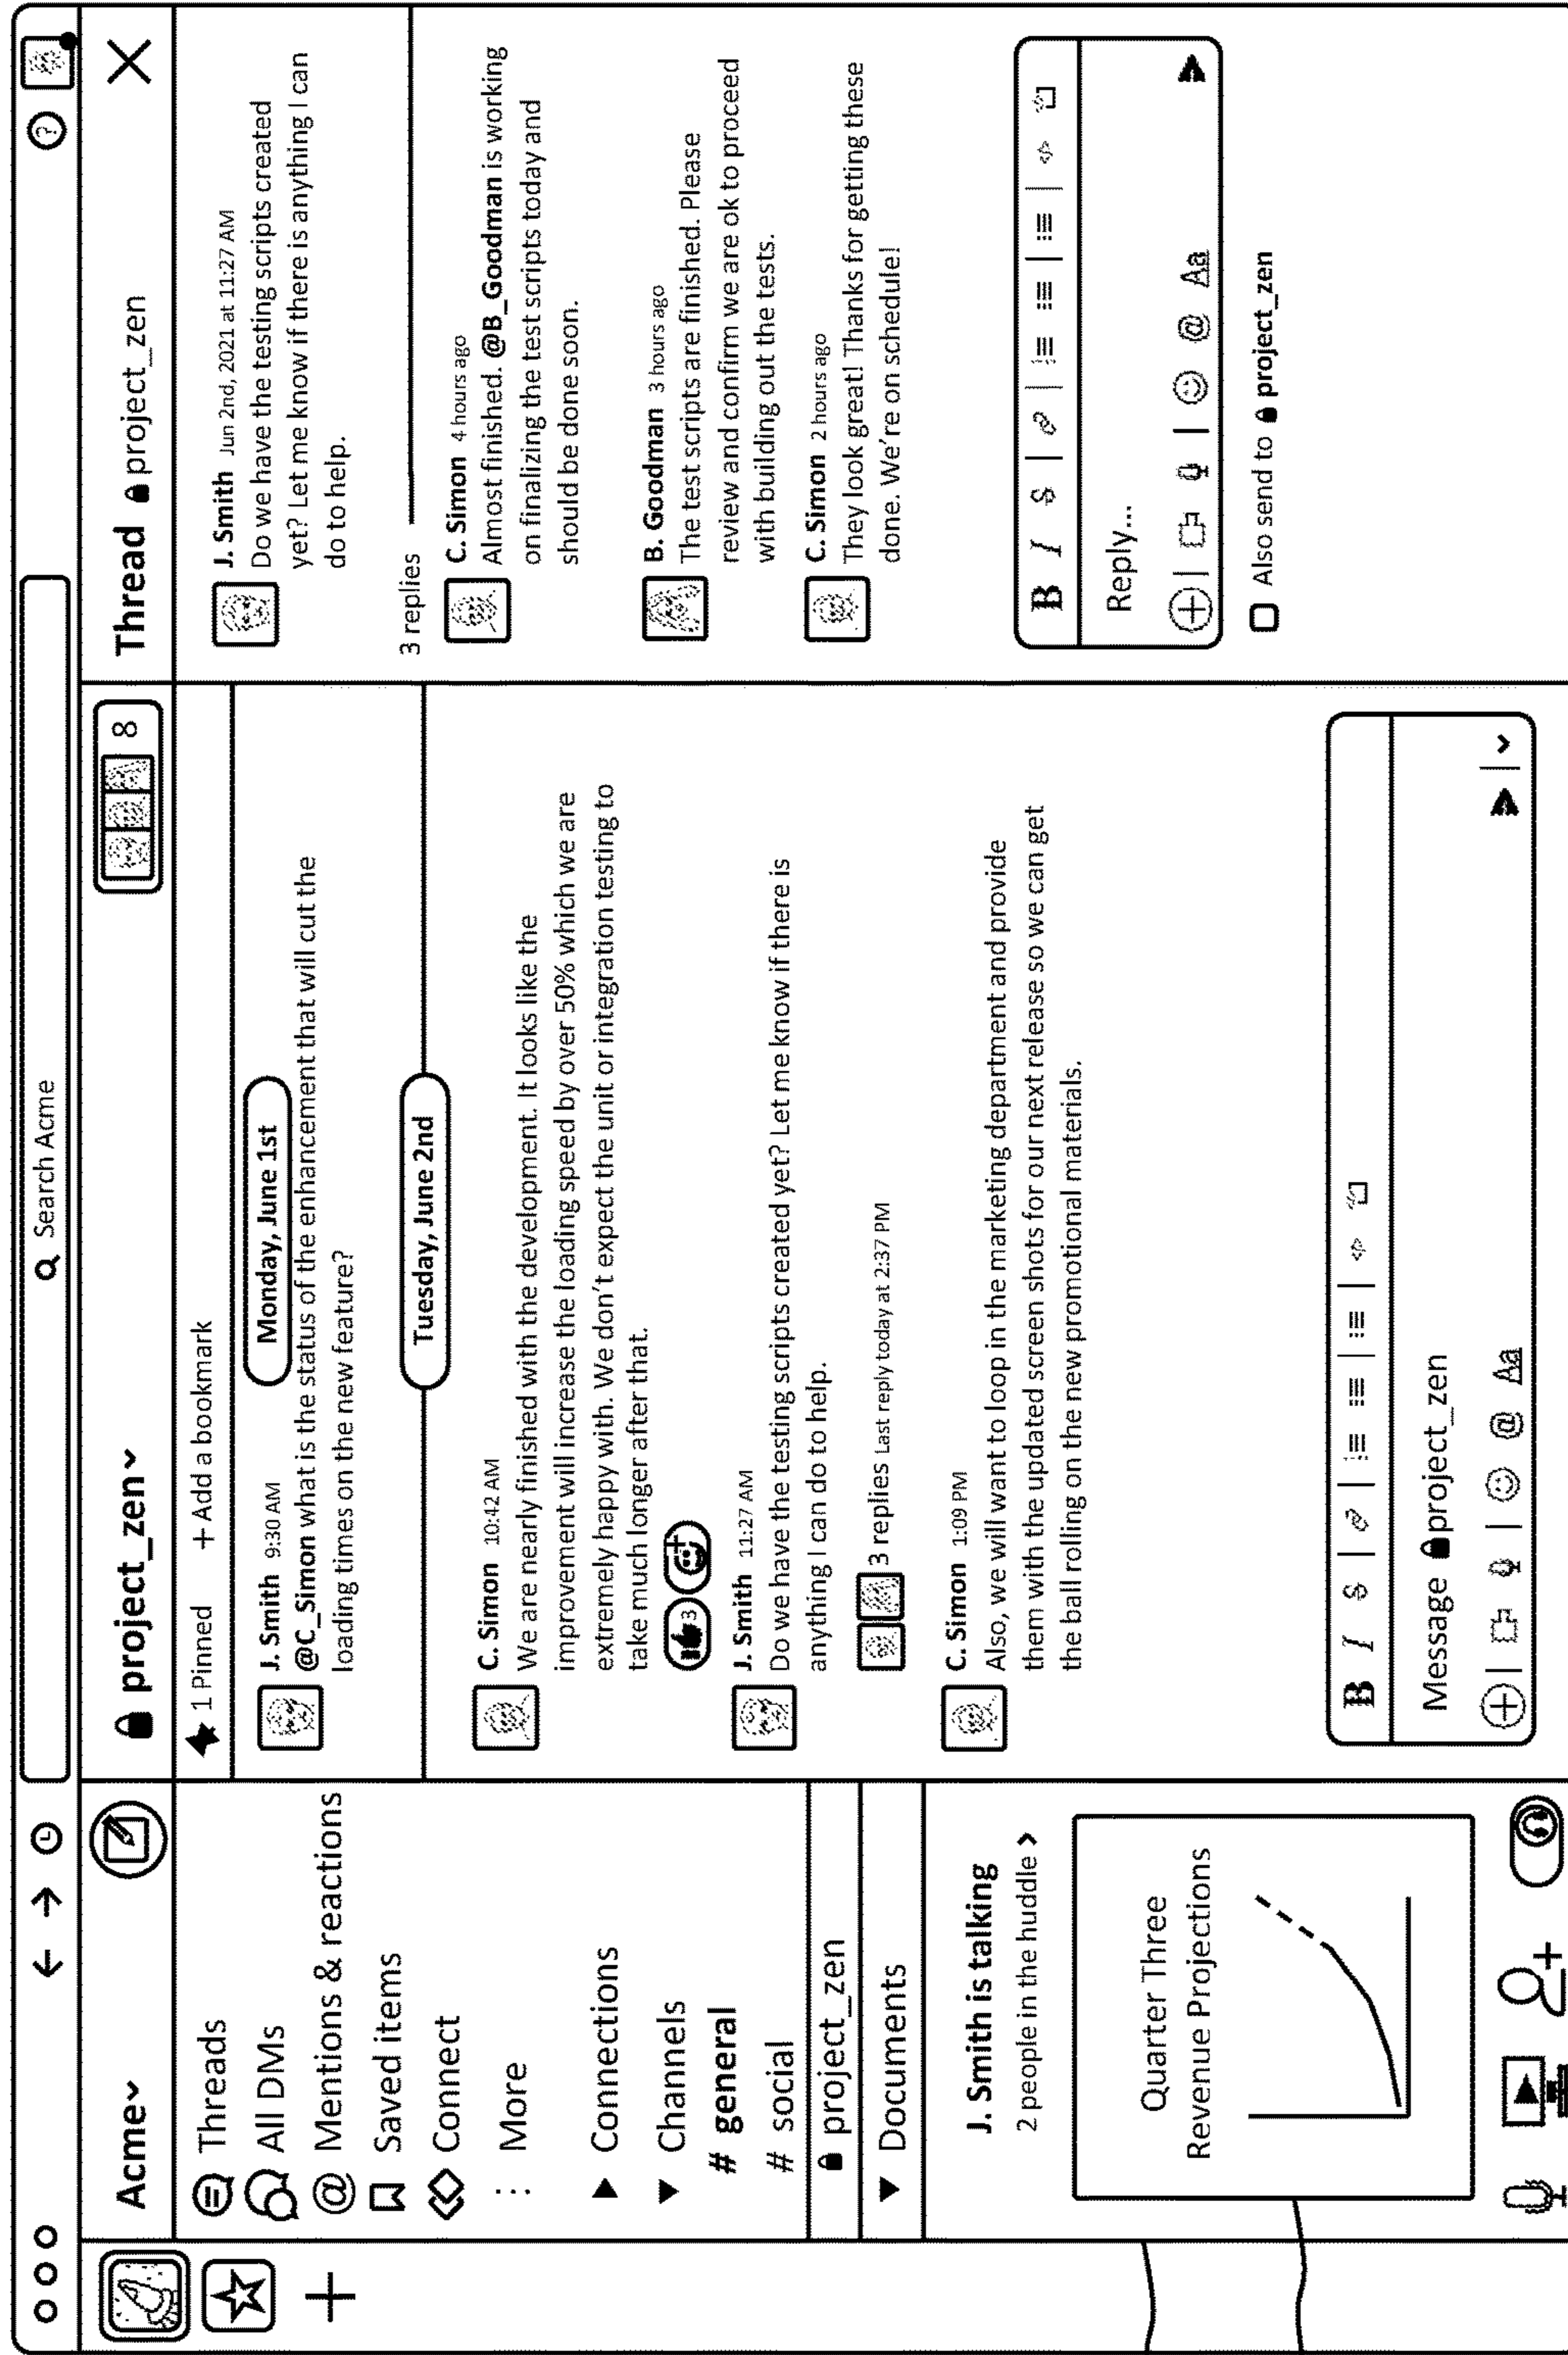 Search Acme
?
Acme
Threads
All DMs
@ Mentions & reactions
Saved items
Connect
More
Connections
Channels
# general
# social
project_zen
Documents
J. Smith is talking
2 people in the huddle >
Quarter Three
Revenue Projections
project_zen
8
1 Pinned + Add a bookmark
Monday, June 1st
J. Smith 9:30 AM
@C_Simon what is the status of the enhancement that will cut the
loading times on the new feature?
Tuesday, June 2nd
C. Simon 10:42 AM
We are nearly finished with the development. It looks like the
improvement will increase the loading speed by over 50% which we are
extremely happy with. We don't expect the unit or integration testing to
take much longer after that.
3
J. Smith 11:27 AM
Do we have the testing scripts created yet? Let me know if there is
anything I can do to help.
3 replies Last reply today at 2:37 PM
C. Simon 1:09 PM
Also, we will want to loop in the marketing department and provide
them with the updated screen shots for our next release so we can get
the ball rolling on the new promotional materials.
B I S </>
Message project_zen
@ Aa
Thread project_zen
J. Smith Jun 2nd, 2021 at 11:27 AM
Do we have the testing scripts created
yet? Let me know if there is anything I can
do to help.
3 replies
C. Simon 4 hours ago
Almost finished. @B_Goodman is working
on finalizing the test scripts today and
should be done soon.
B. Goodman 3 hours ago
The test scripts are finished. Please
review and confirm we are ok to proceed
with building out the tests.
C. Simon 2 hours ago
They look great! Thanks for getting these
done. We're on schedule!
B I S </>
Reply...
@ Aa
Also send to project_zen